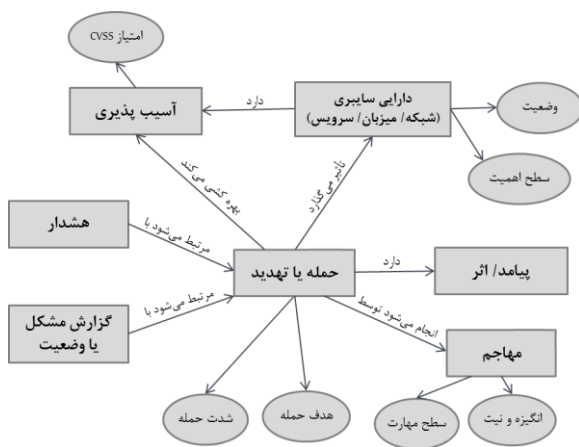 امتیاز CVSS
آسیب پذیری
دارد
دارایی سایبری
(شبکه/ میزبان/ سرویس)
وضعیت
سطح اهمیت
بهره کشی می‌کند
تأثیر می گذارد
هشدار
مرتبط می‌شود با
حمله یا تهدید
دارد
پیامد/ اثر
گزارش مشکل
یا وضعیت
مرتبط می‌شود با
انجام می‌شود توسط
مهاجم
شدت حمله
هدف حمله
سطح مهارت
انگیزه و نیت